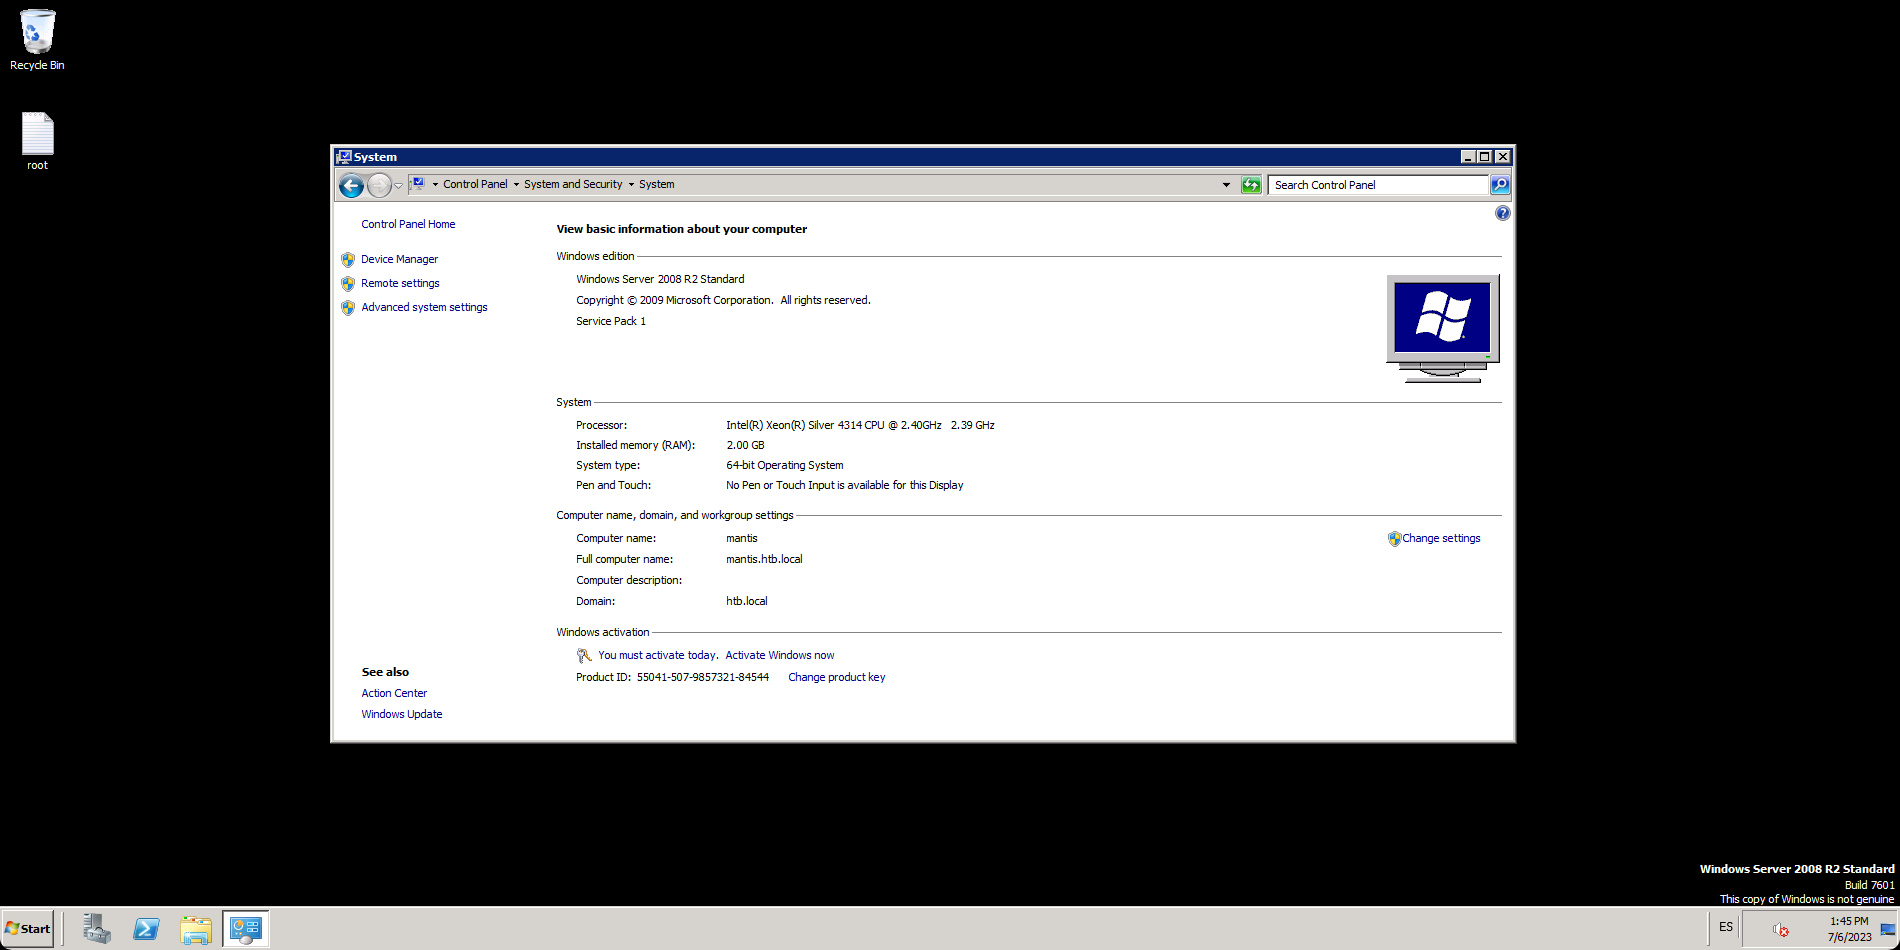 Recycle Bin
root
System
Control Panel System and Security System
Search Control Panel
Control Panel Home
Device Manager
Remote settings
Advanced system settings
See also
Action Center
Windows Update
View basic information about your computer
Windows edition
Windows Server 2008 R2 Standard
Copyright © 2009 Microsoft Corporation. All rights reserved.
Service Pack 1
System
Processor: Intel(R) Xeon(R) Silver 4314 CPU @ 2.40GHz 2.39 GHz
Installed memory (RAM): 2.00 GB
System type: 64-bit Operating System
Pen and Touch: No Pen or Touch Input is available for this Display
Computer name, domain, and workgroup settings
Computer name: mantis
Change settings
Full computer name: mantis.htb.local
Computer description:
Domain: htb.local
Windows activation
You must activate today. Activate Windows now
Product ID: 55041-507-9857321-84544 Change product key
Windows Server 2008 R2 Standard
Build 7601
This copy of Windows is not genuine
Start
ES
1:45 PM
7/6/2023